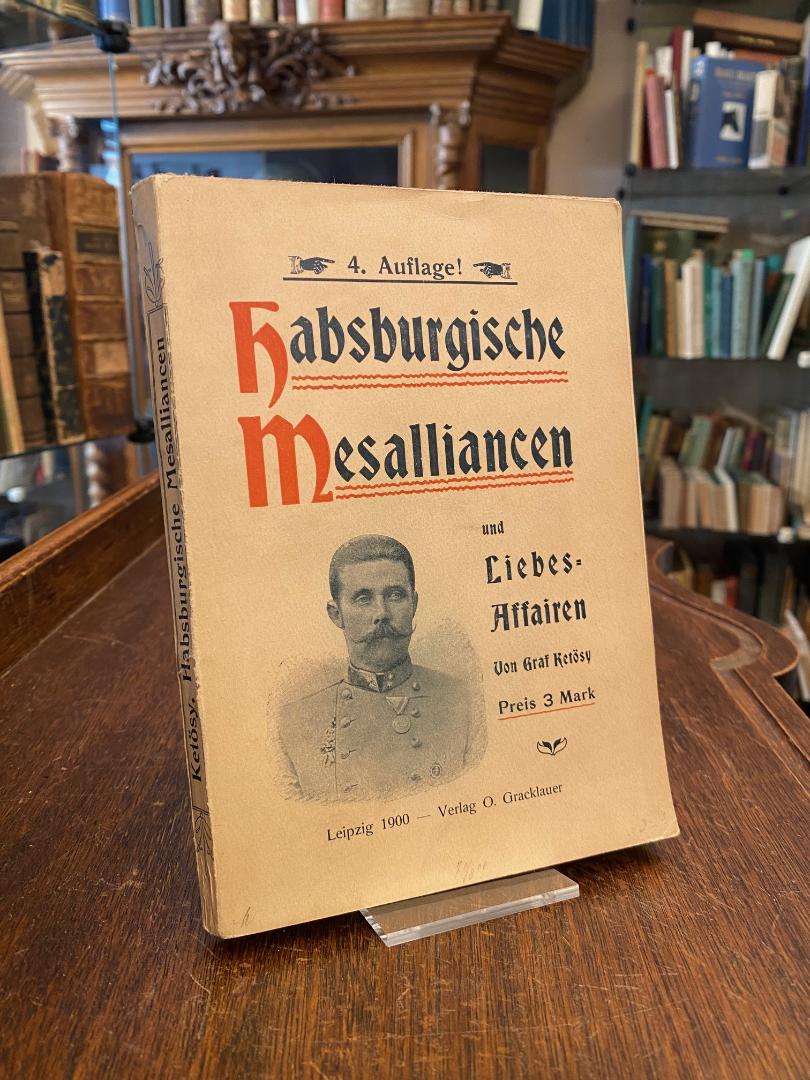 4. Auflage!
Habsburgische
Mesalliancen
und
Liebes-
Affairen
Von Graf Ketösy
Preis 3 Mark
Leipzig 1900 — Verlag O. Gracklauer
Ketösy, Habsburgische Mesalliancen